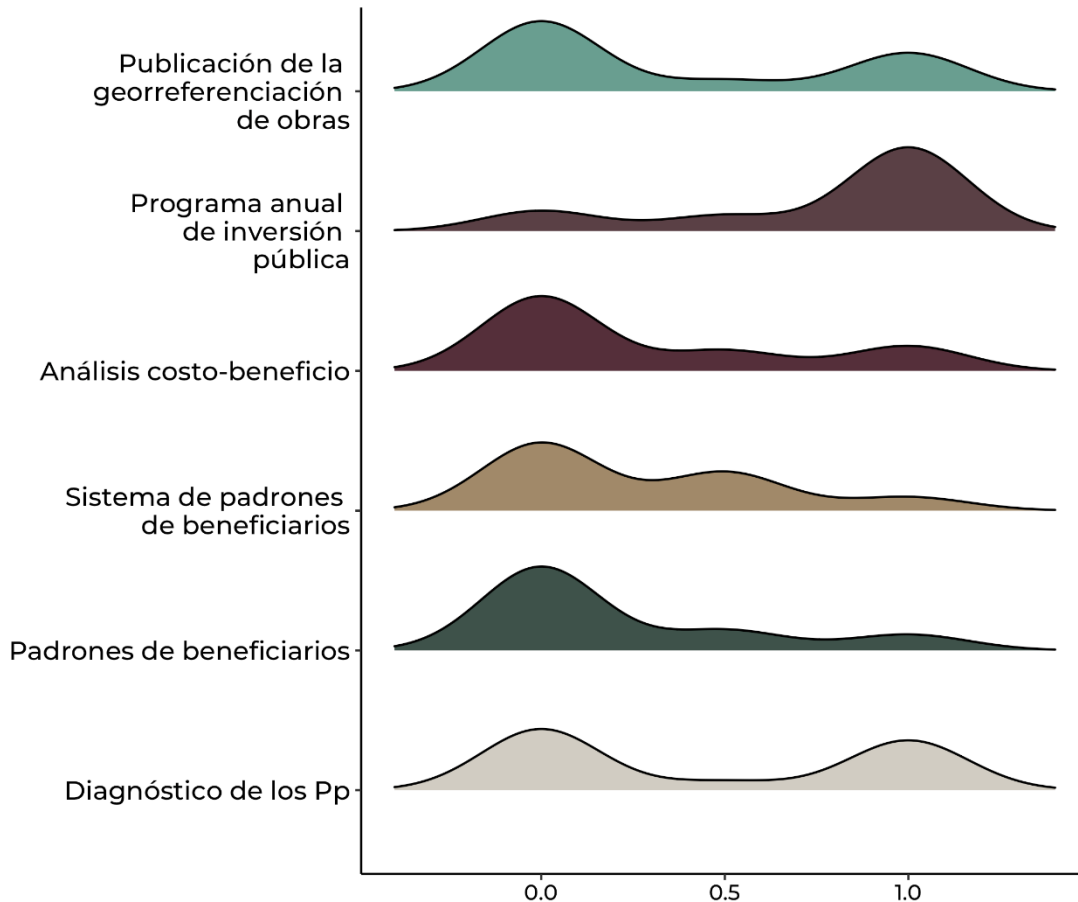 Publicación de la
georreferenciación
de obras
Programa anual
de inversión
pública
Análisis costo-beneficio
Sistema de padrones
de beneficiarios
Padrones de beneficiarios
Diagnóstico de los Pp
0.0 0.5 1.0